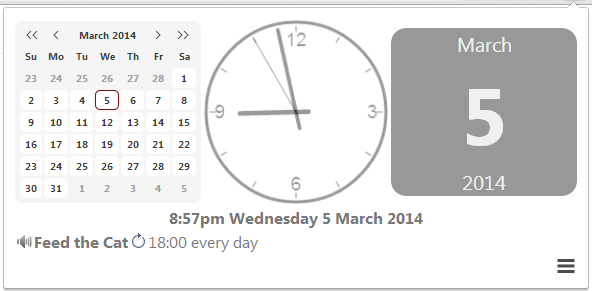 << < March 2014 > >>
Su Mo Tu We Th Fr Sa
23 24 25 26 27 28 1
2 3 4 5 6 7 8
9 10 11 12 13 14 15
16 17 18 19 20 21 22
23 24 25 26 27 28 29
30 31 1 2 3 4 5
12
9 3
6
March
5
2014
8:57pm Wednesday 5 March 2014
Feed the Cat 18:00 every day